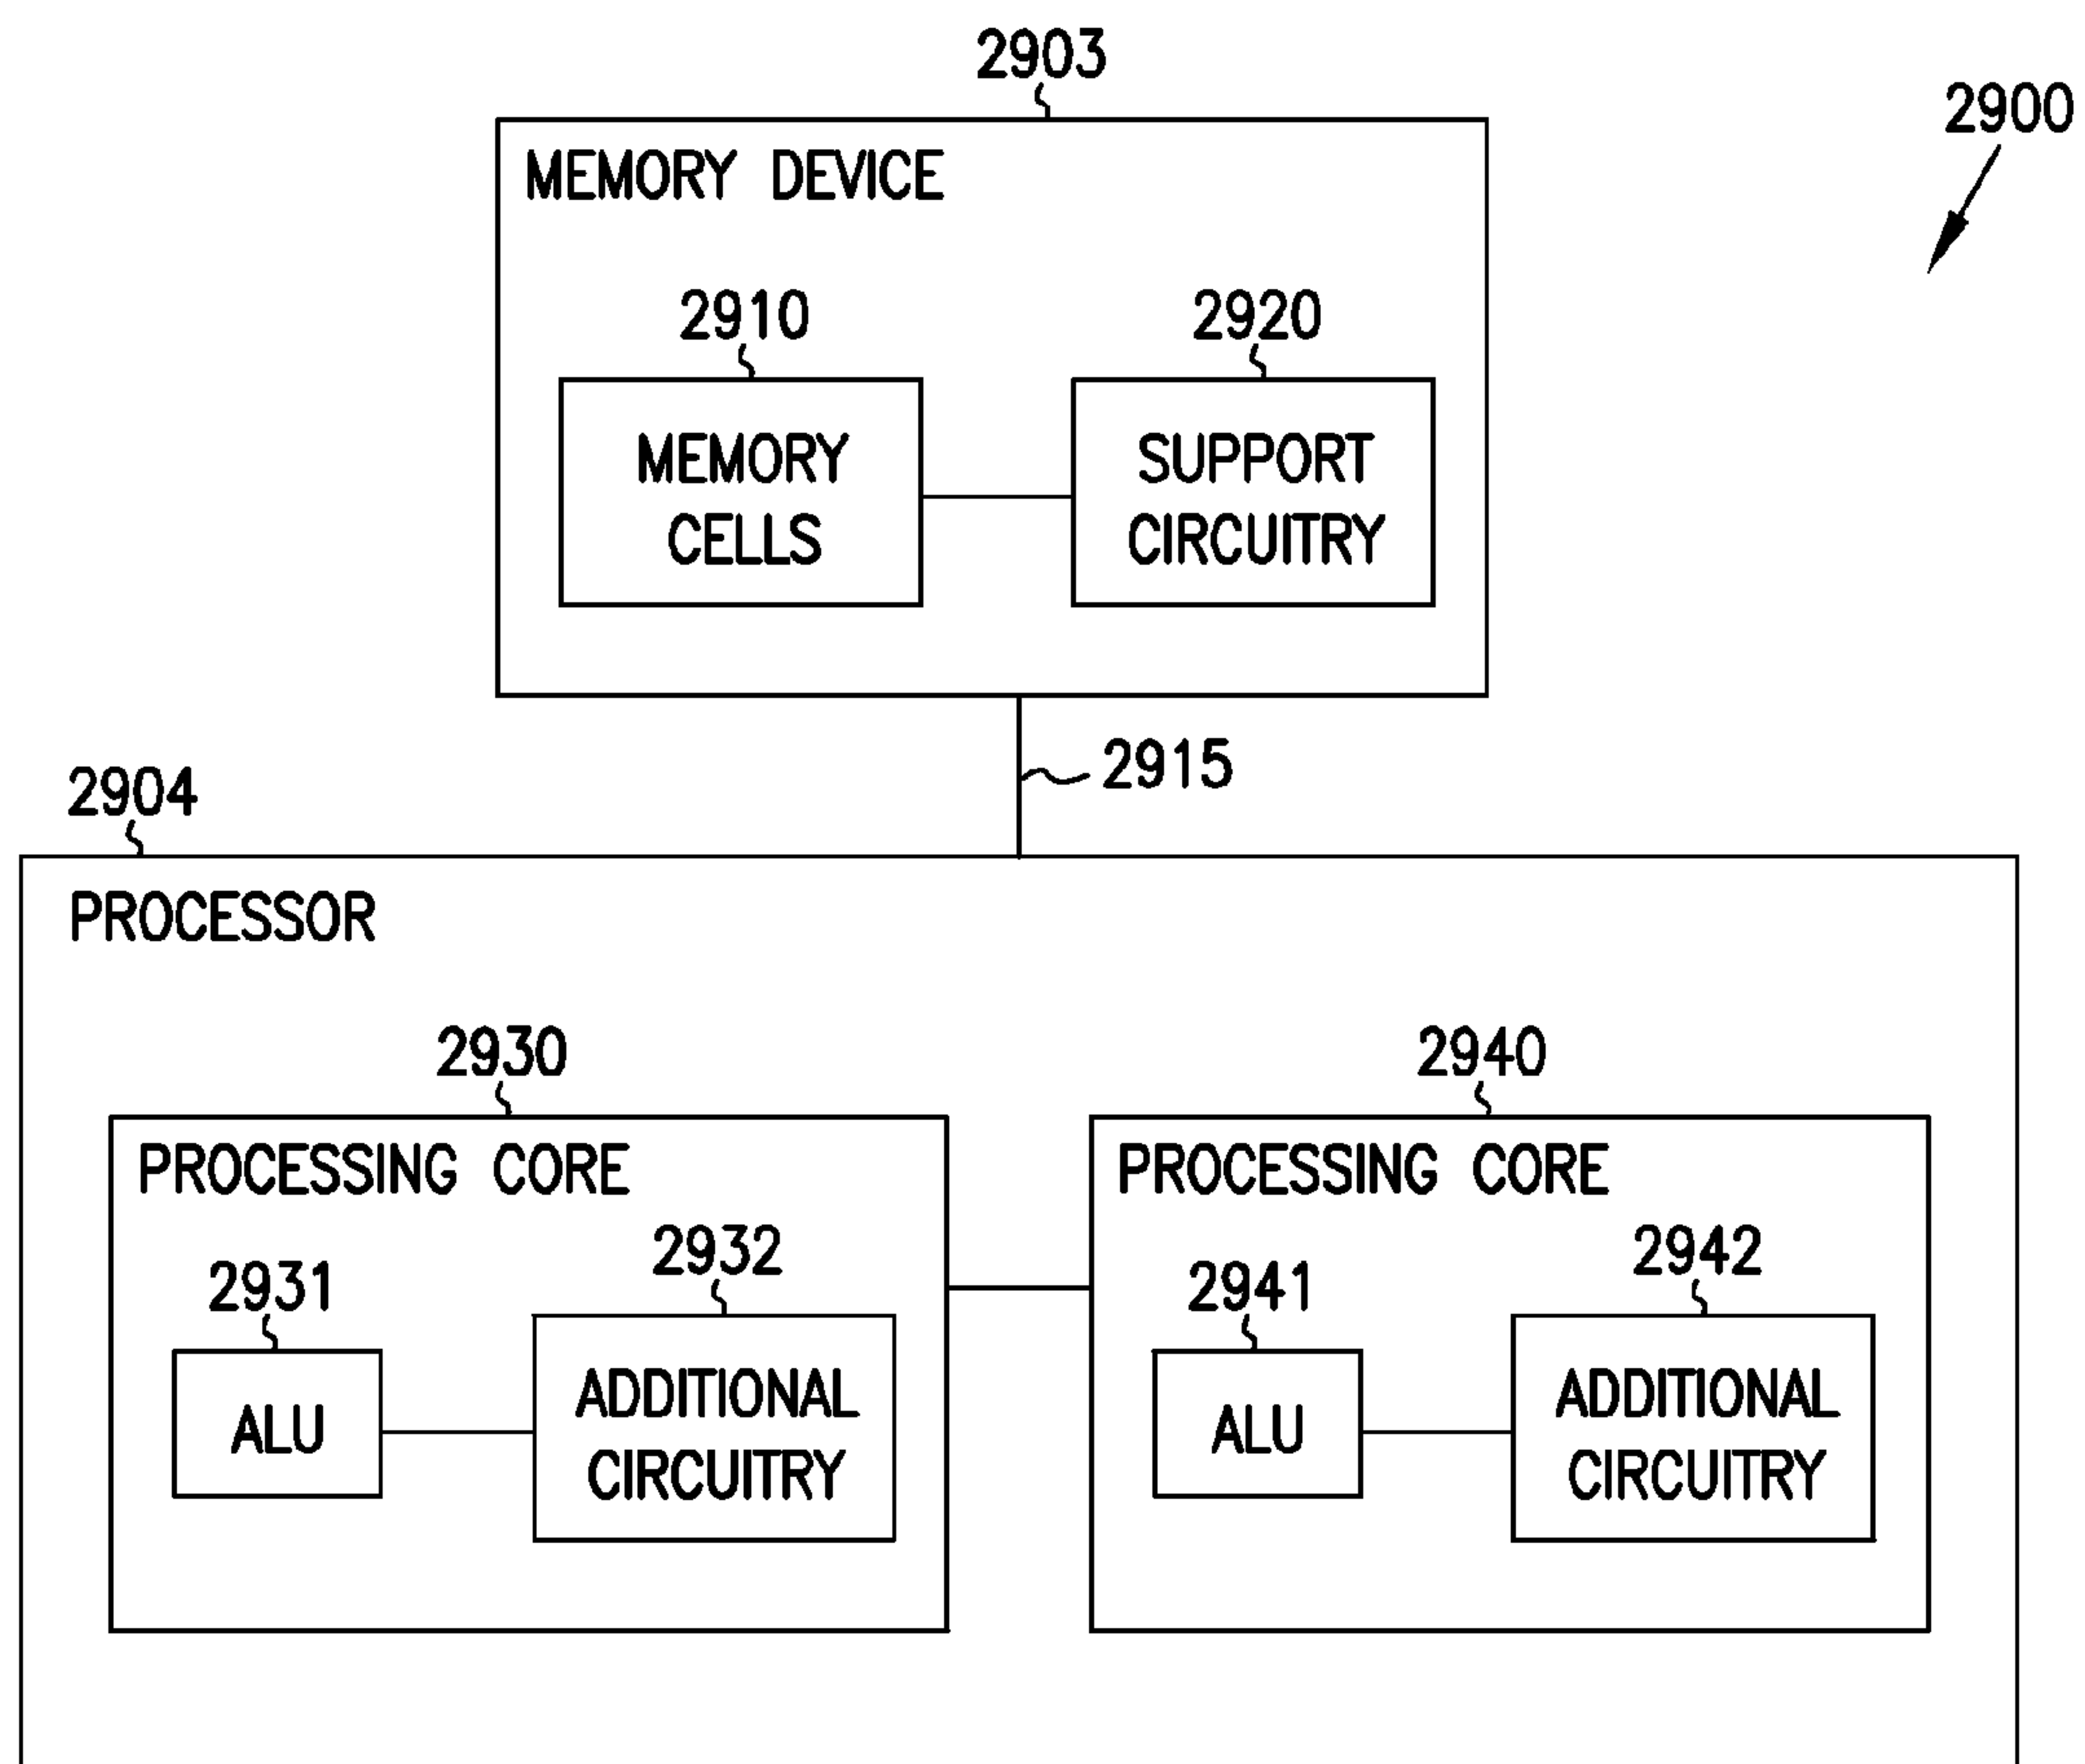 2903
2900
MEMORY DEVICE
2910
2920
MEMORY
CELLS
SUPPORT
CIRCUITRY
2915
2904
PROCESSOR
2930
2940
PROCESSING CORE
PROCESSING CORE
2931
2932
2941
2942
ALU
ADDITIONAL
CIRCUITRY
ALU
ADDITIONAL
CIRCUITRY